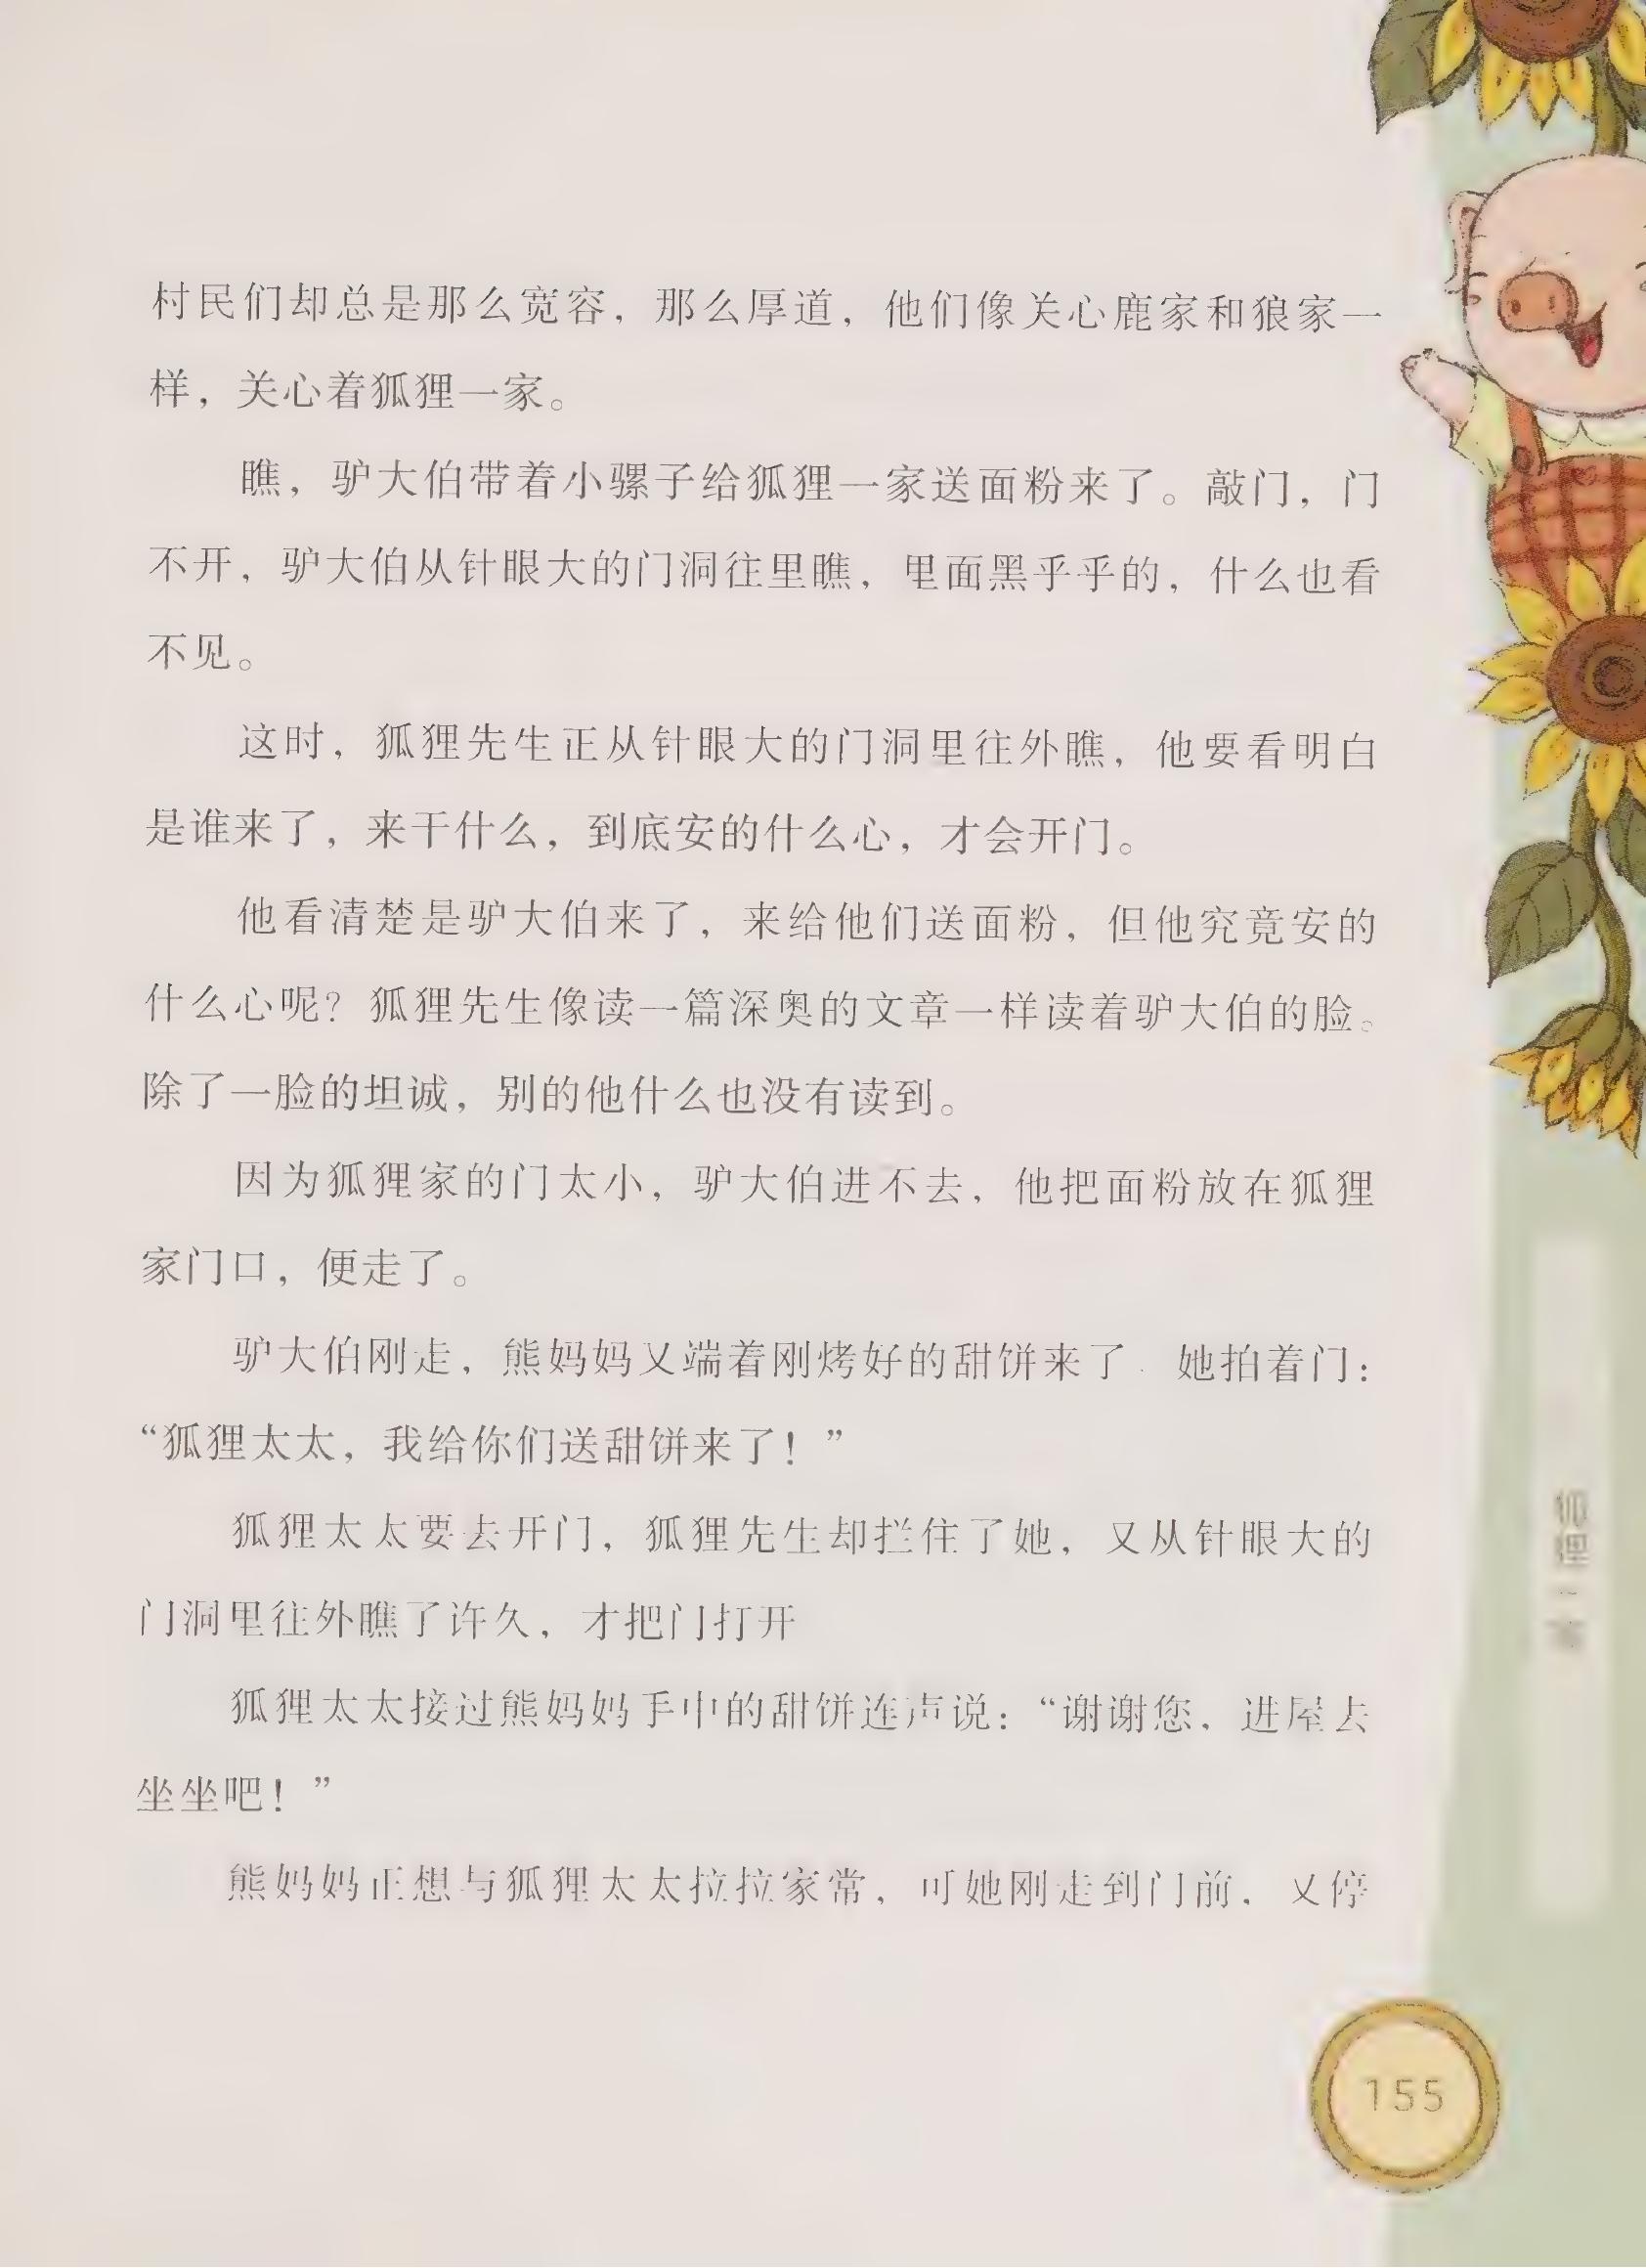 村民们却总是那么宽容，那么厚道，他们像关心鹿家和狼家一
样，关心着狐狸一家。
瞧，驴大伯带着小骡子给狐狸一家送面粉来了。敲门，门
不开，驴大伯从针眼大的门洞往里瞧，里面黑乎乎的，什么也看
不见。
这时，狐狸先生正从针眼大的门洞里往外瞧，他要看明白
是谁来了，来干什么，到底安的什么心，才会开门。
他看清楚是驴大伯来了，来给他们送面粉，但他究竟安的
什么心呢？狐狸先生像读一篇深奥的文章一样读着驴大伯的脸。
除了一脸的坦诚，别的他什么也没有读到。
因为狐狸家的门太小，驴大伯进不去，他把面粉放在狐狸
家门口，便走了。
驴大伯刚走，熊妈妈又端着刚烤好的甜饼来了．她拍着门：
“狐狸太太，我给你们送甜饼来了！”
狐狸太太要去开门，狐狸先生却拦住了她，又从针眼大的
门洞里往外瞧了许久，才把门打开
狐狸太太接过熊妈妈手中的甜饼连声说：“谢谢您，进屋去
坐坐吧！”
熊妈妈正想与狐狸太太拉拉家常，可她刚走到门前，又停
狐狸一家
155